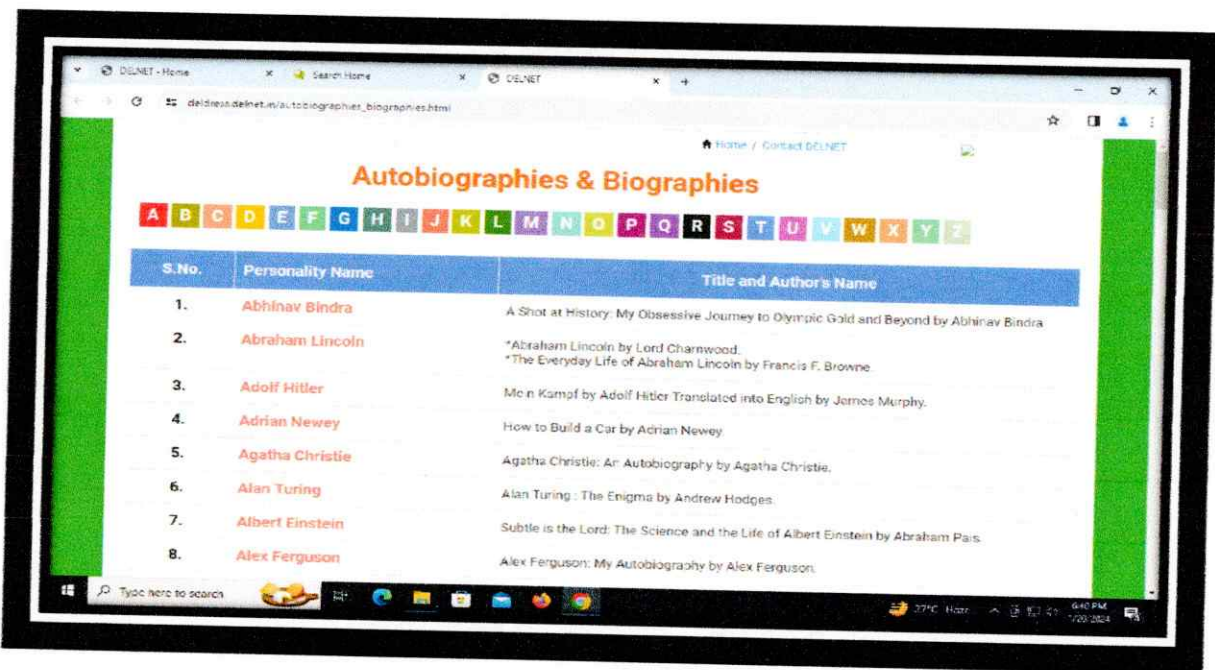 DELNET - Home
Search Home
DELNET
deldress.delnet.in/autobiographies_biographies.html
Home / Contact DELNET
Autobiographies & Biographies
A B C D E F G H I J K L M N O P Q R S T U V W X Y Z
S.No. Personality Name Title and Author's Name
1. Abhinav Bindra A Shot at History: My Obsessive Journey to Olympic Gold and Beyond by Abhinav Bindra
2. Abraham Lincoln *Abraham Lincoln by Lord Charnwood.
*The Everyday Life of Abraham Lincoln by Francis F. Browne
3. Adolf Hitler Mein Kampf by Adolf Hitler Translated into English by James Murphy.
4. Adrian Newey How to Build a Car by Adrian Newey
5. Agatha Christie Agatha Christie: An Autobiography by Agatha Christie.
6. Alan Turing Alan Turing : The Enigma by Andrew Hodges.
7. Albert Einstein Subtle is the Lord: The Science and the Life of Albert Einstein by Abraham Pais.
8. Alex Ferguson Alex Ferguson: My Autobiography by Alex Ferguson.
Type here to search
27°C Haze
6:40 PM